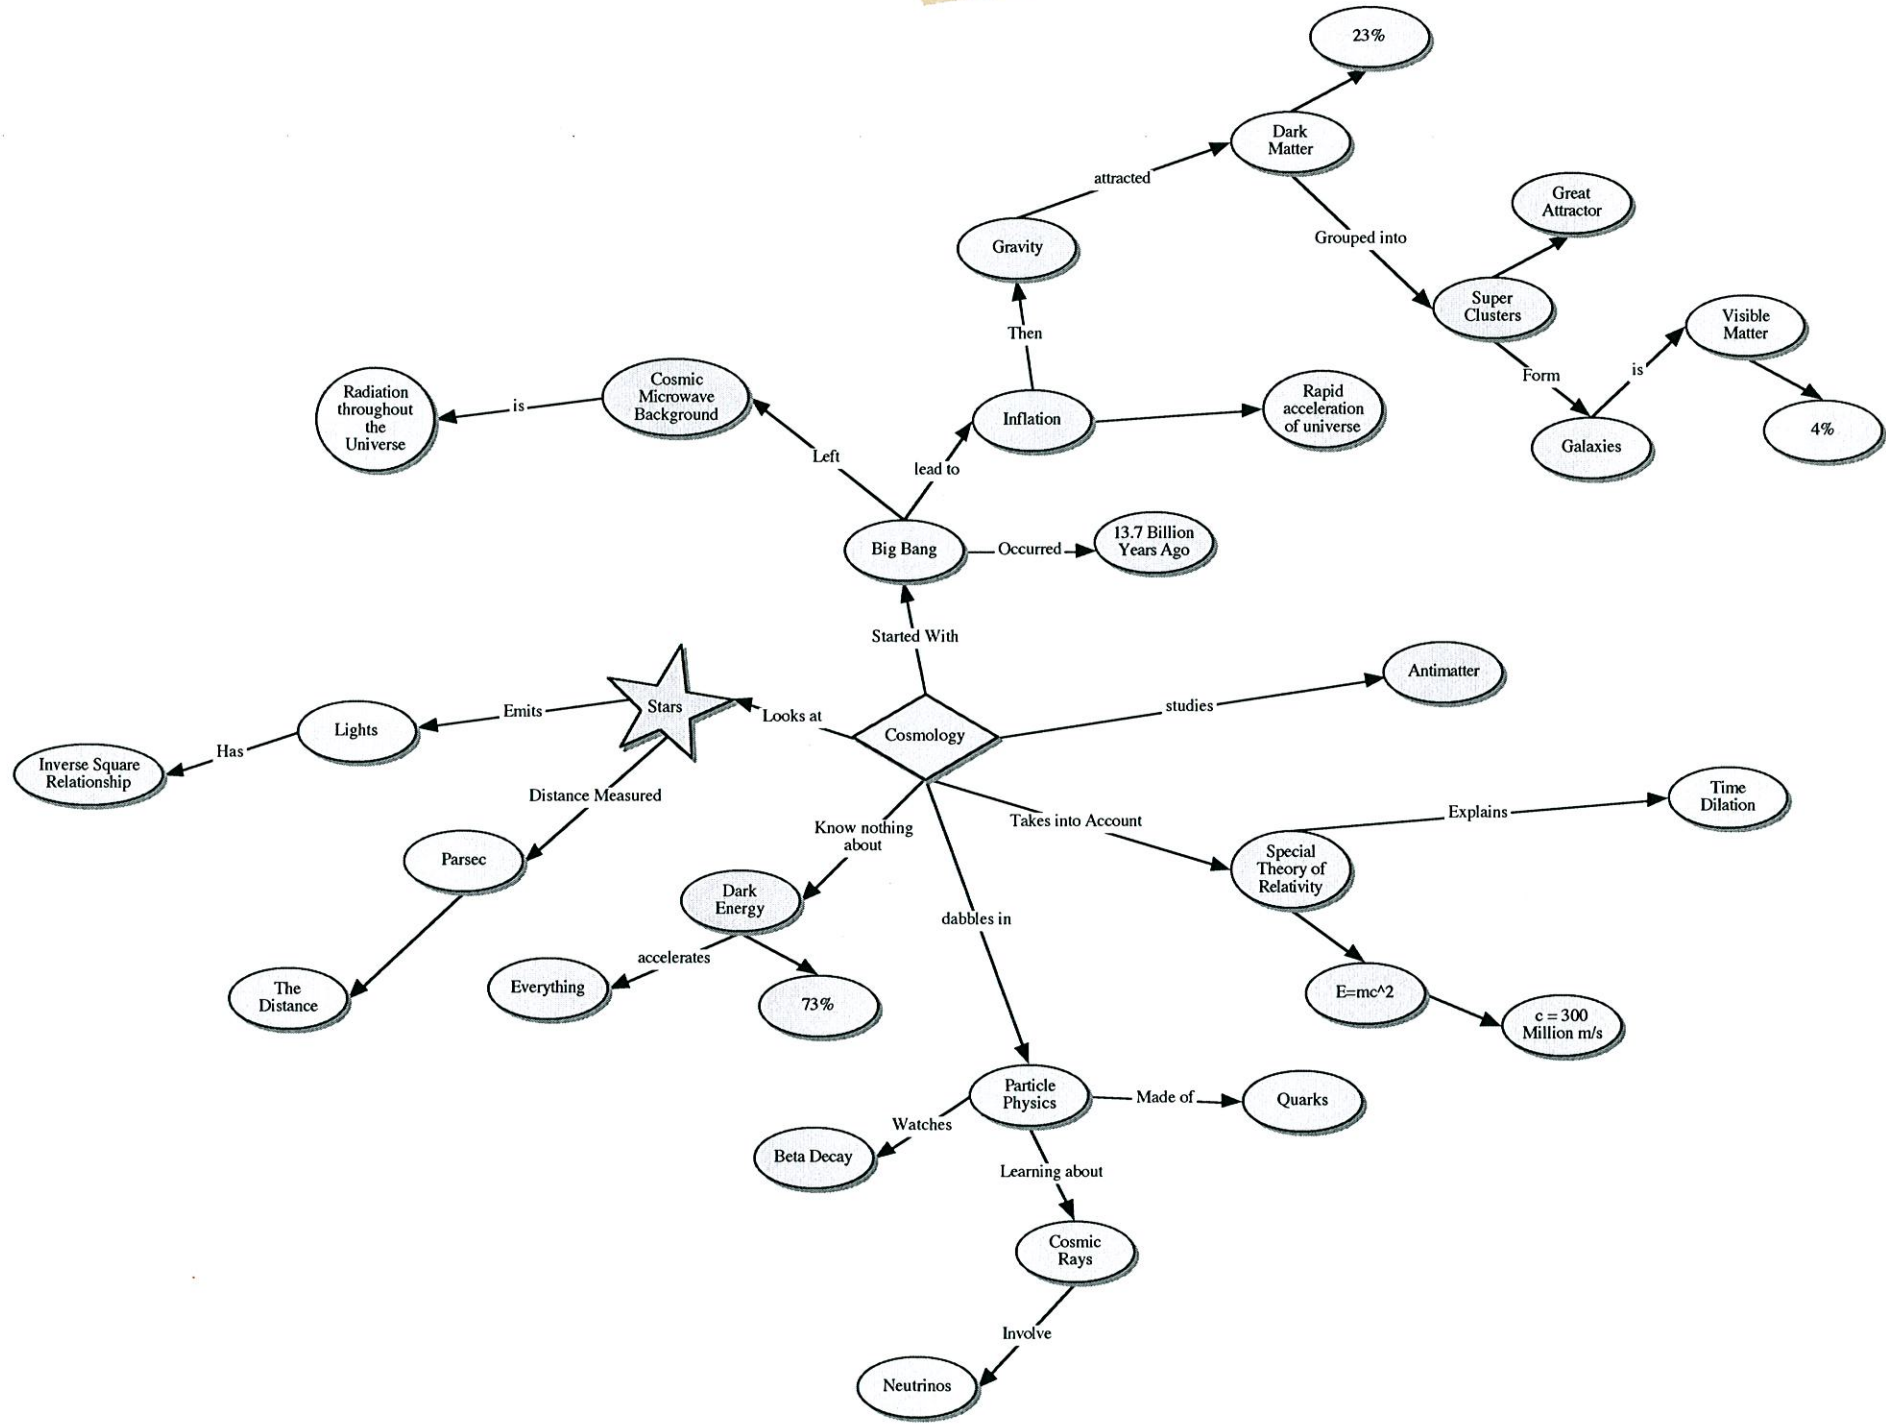 23%
Dark
Matter
attracted
Great
Attractor
Grouped into
Gravity
Super
Clusters
Visible
Matter
Then
Form
is
4%
Galaxies
Cosmic
Microwave
Background
is
Radiation
throughout
the
Universe
Inflation
Rapid
acceleration
of universe
Left
lead to
Big Bang
Occurred
13.7 Billion
Years Ago
Started With
Stars
Looks at
Cosmology
studies
Antimatter
Emits
Lights
Has
Inverse Square
Relationship
Distance Measured
Parsec
The
Distance
Know nothing
about
Dark
Energy
accelerates
Everything
73%
Takes into Account
Special
Theory of
Relativity
Explains
Time
Dilation
E=mc^2
c = 300
Million m/s
dabbles in
Particle
Physics
Made of
Quarks
Watches
Beta Decay
Learning about
Cosmic
Rays
Involve
Neutrinos